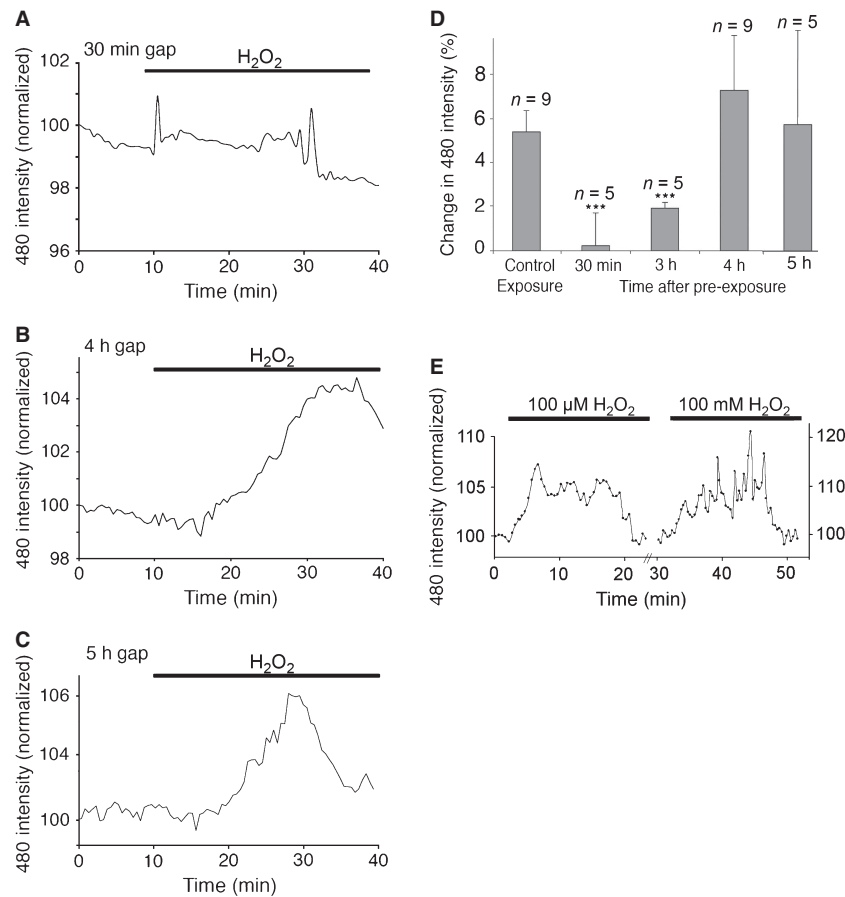 A
30 min gap
H₂O₂
480 intensity (normalized)
102
100
98
96
0 10 20 30 40
Time (min)
B
4 h gap
H₂O₂
480 intensity (normalized)
104
102
100
98
0 10 20 30 40
Time (min)
C
5 h gap
H₂O₂
480 intensity (normalized)
106
104
100
0 10 20 30 40
Time (min)
D
Change in 480 intensity (%)
8
6
4
2
0
n = 9
n = 5
***
n = 5
***
n = 9
n = 5
Control Exposure
30 min
3 h
4 h
5 h
Time after pre-exposure
E
100 µM H₂O₂
100 mM H₂O₂
480 intensity (normalized)
110
105
100
120
110
100
0 10 20 // 30 40 50
Time (min)